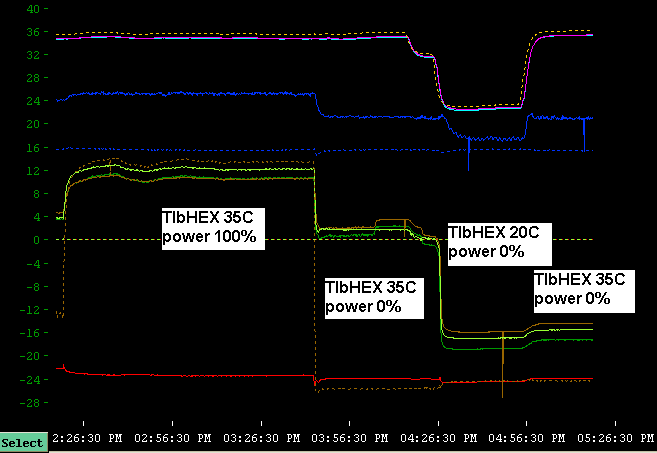 40
36
32
28
24
20
16
12
8
4
0
-4
-8
-12
-16
-20
-24
-28
TlbHEX 35C
power 100%
TlbHEX 35C
power 0%
TlbHEX 20C
power 0%
TlbHEX 35C
power 0%
Select
2:26:30 PM 02:56:30 PM 03:26:30 PM 03:56:30 PM 04:26:30 PM 04:56:30 PM 05:26:30 PM